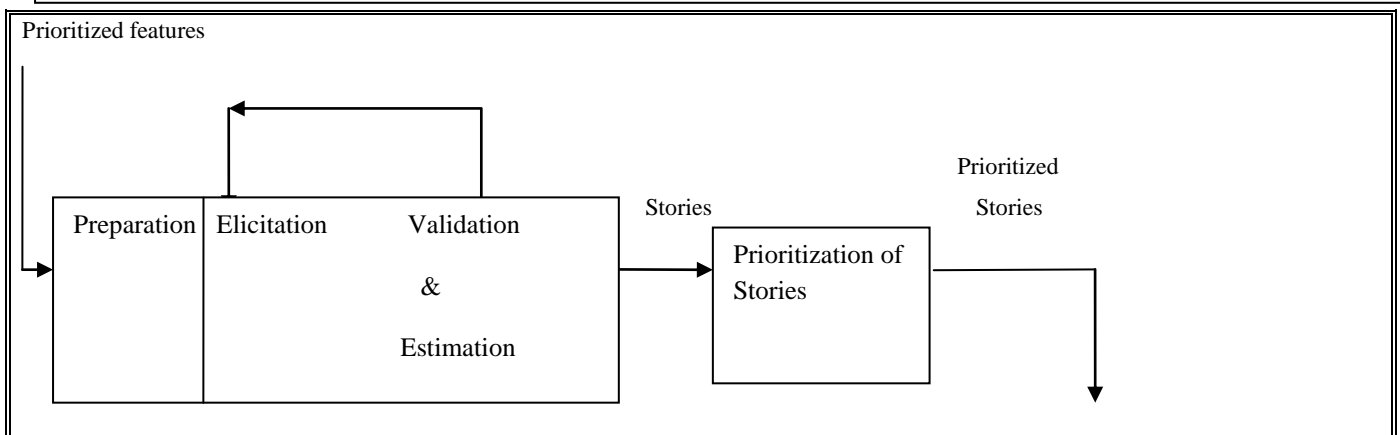 Prioritized features
Preparation
Elicitation
Validation
&
Estimation
Stories
Prioritization of
Stories
Prioritized
Stories